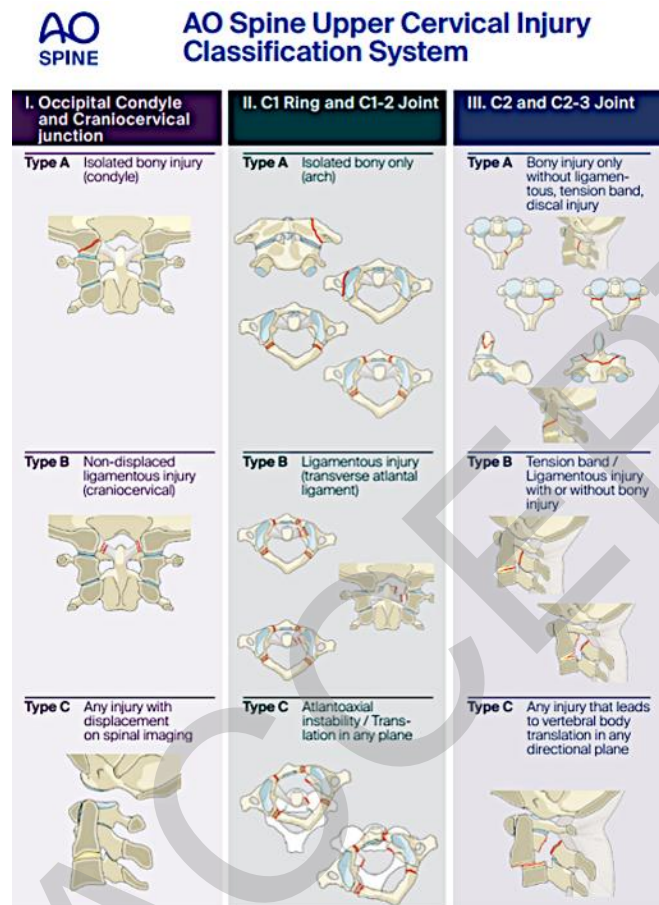 AO
SPINE
AO Spine Upper Cervical Injury
Classification System
I. Occipital Condyle
and Craniocervical
junction
Type A Isolated bony injury
(condyle)
Type B Non-displaced
ligamentous injury
(craniocervical)
Type C Any injury with
displacement
on spinal imaging
II. C1 Ring and C1-2 Joint
Type A Isolated bony only
(arch)
Type B Ligamentous injury
(transverse atlantal
ligament)
Type C Atlantoaxial
instability / Trans-
lation in any plane
III. C2 and C2-3 Joint
Type A Bony injury only
without ligamen-
tous, tension band,
discal injury
Type B Tension band /
Ligamentous injury
with or without bony
injury
Type C Any injury that leads
to vertebral body
translation in any
directional plane
ACCEP